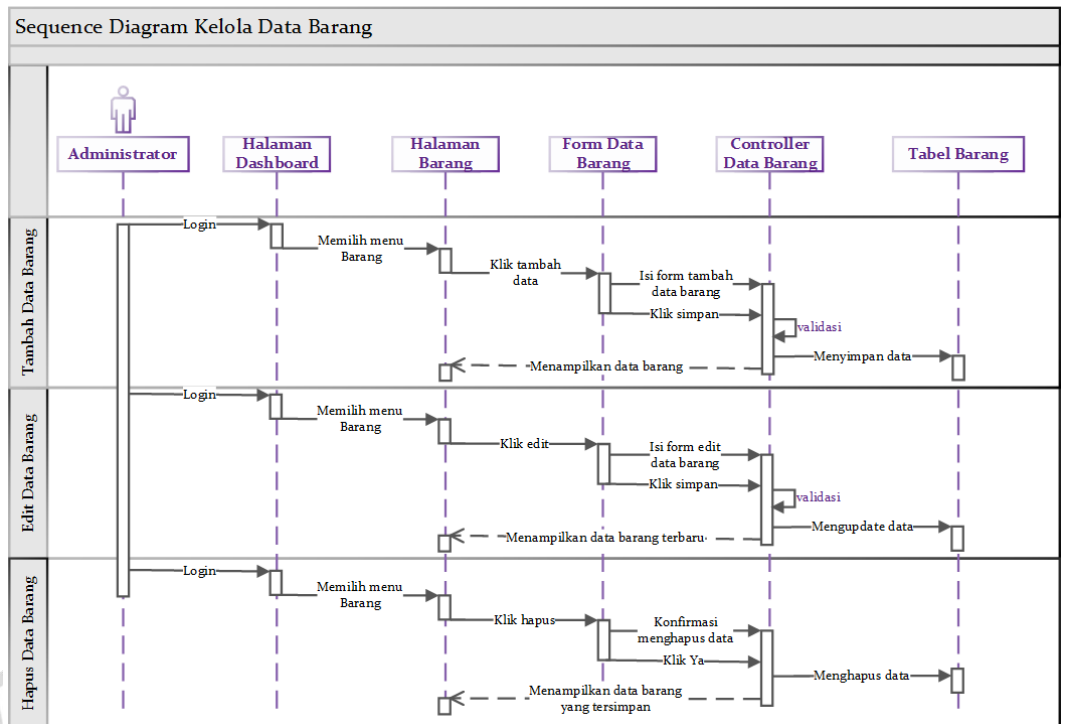 Sequence Diagram Kelola Data Barang
Administrator
Halaman
Dashboard
Halaman
Barang
Form Data
Barang
Controller
Data Barang
Tabel Barang
Tambah Data Barang
Login
Memilih menu
Barang
Klik tambah
data
Isi form tambah
data barang
Klik simpan
validasi
Menyimpan data
Menampilkan data barang
Edit Data Barang
Login
Memilih menu
Barang
Klik edit
Isi form edit
data barang
Klik simpan
validasi
Mengupdate data
Menampilkan data barang terbaru
Hapus Data Barang
Login
Memilih menu
Barang
Klik hapus
Konfirmasi
menghapus data
Klik Ya
Menghapus data
Menampilkan data barang
yang tersimpan